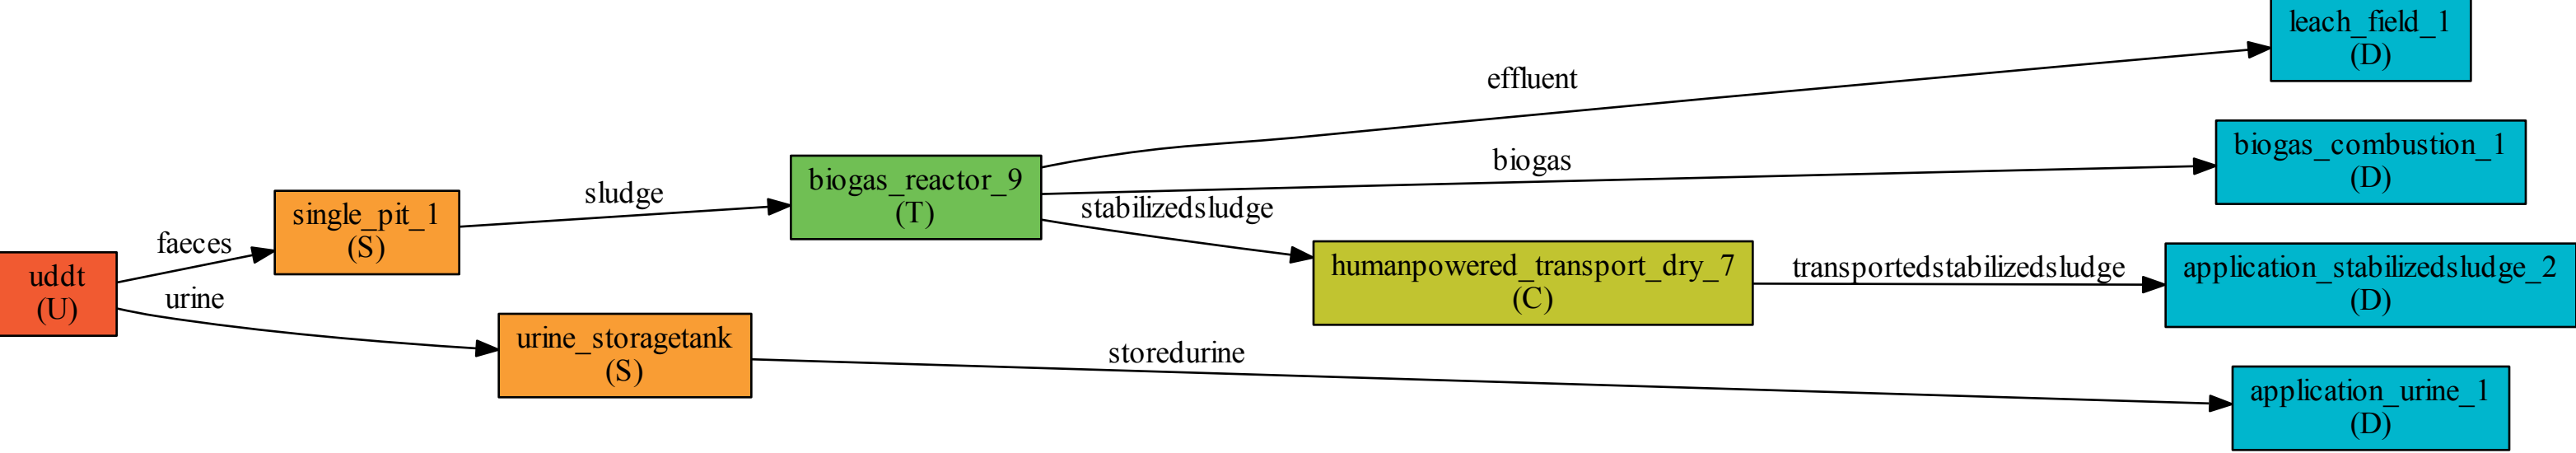 uddt
(U)
faeces
urine
single_pit_1
(S)
sludge
urine_storagetank
(S)
storedurine
biogas_reactor_9
(T)
effluent
biogas
stabilizedsludge
humanpowered_transport_dry_7
(C)
transportedstabilizedsludge
leach_field_1
(D)
biogas_combustion_1
(D)
application_stabilizedsludge_2
(D)
application_urine_1
(D)